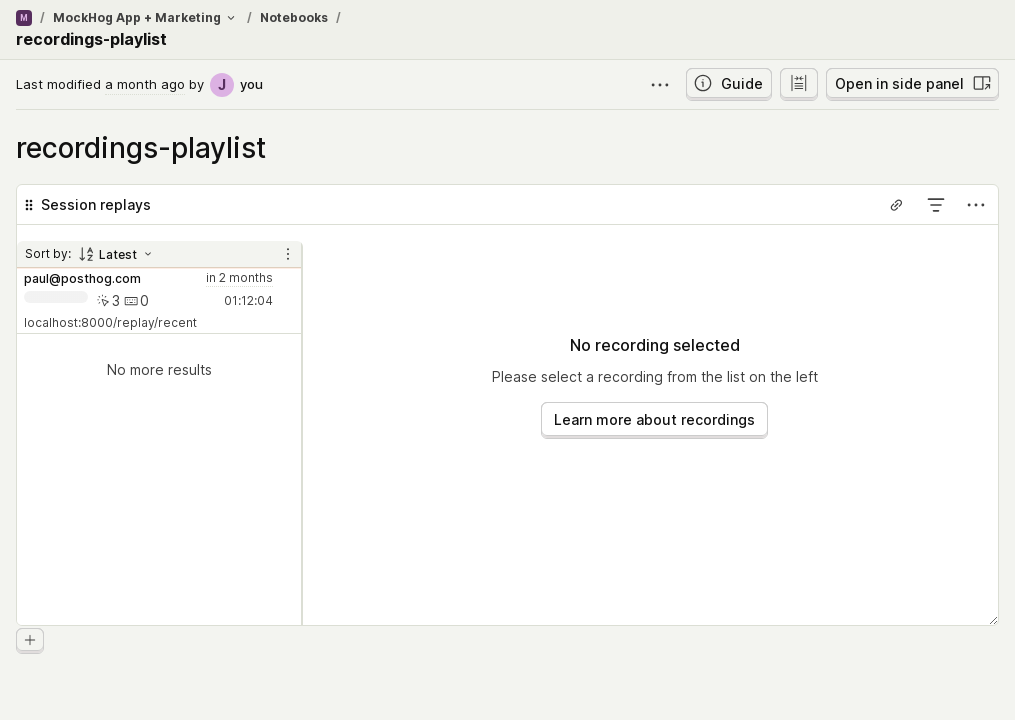 M / MockHog App + Marketing / Notebooks /
recordings-playlist
Last modified a month ago by J you
Guide
Open in side panel
recordings-playlist
Session replays
Sort by: Latest
paul@posthog.com in 2 months
3 0 01:12:04
localhost:8000/replay/recent
No more results
No recording selected
Please select a recording from the list on the left
Learn more about recordings